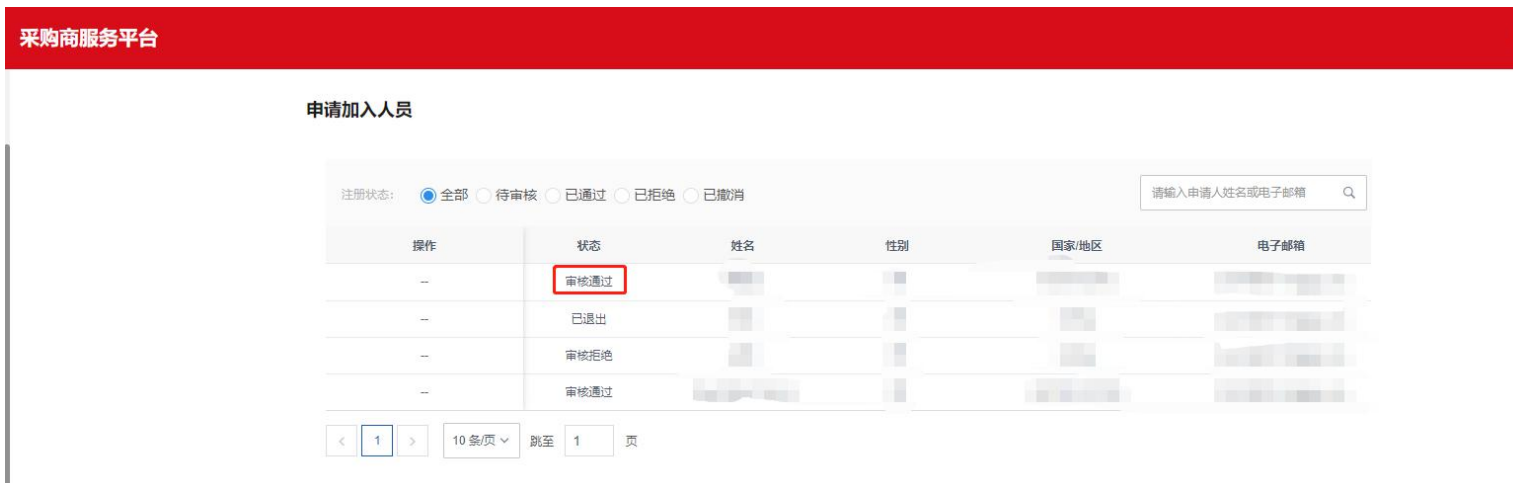 采购商服务平台
申请加入人员
注册状态: 全部 待审核 已通过 已拒绝 已撤消 请输入申请人姓名或电子邮箱
操作 状态 姓名 性别 国家/地区 电子邮箱
-- 审核通过
-- 已退出
-- 审核拒绝
-- 审核通过
< 1 > 10 条/页 跳至 1 页